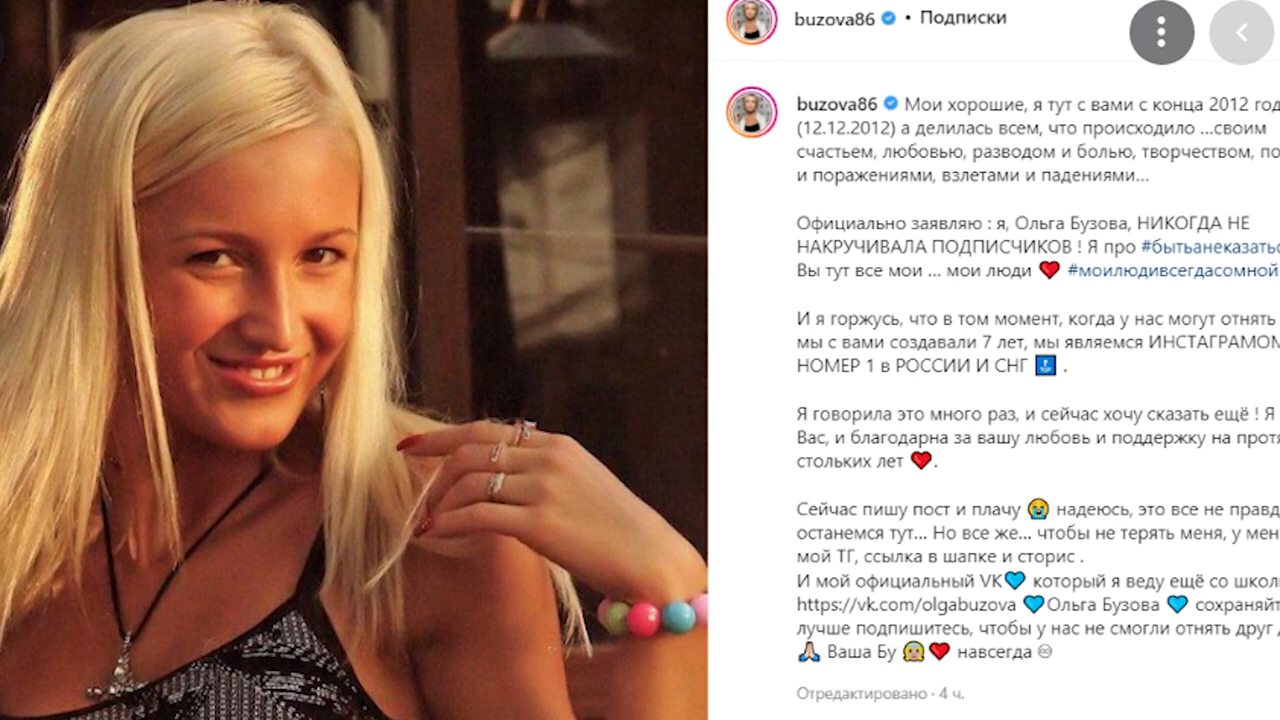 buzova86 • Подписки
buzova86 Мои хорошие, я тут с вами с конца 2012
(12.12.2012) а делилась всем, что происходило ...своим
счастьем, любовью, разводом и болью, творчеством,
и поражениями, взлетами и падениями...
Официально заявляю : я, Ольга Бузова, НИКОГДА НЕ
НАКРУЧИВАЛА ПОДПИСЧИКОВ ! Я про
Вы тут все мои ... мои люди ❤️ #моилюдивсегдасомной
И я горжусь, что в том момент, когда у нас могут отнять
мы с вами создавали 7 лет, мы являемся
НОМЕР 1 в РОССИИ И СНГ 🔝 .
Я говорила это много раз, и сейчас хочу сказать ещё ! Я
Вас, и благодарна за вашу любовь и поддержку на
стольких лет ❤️.
Сейчас пишу пост и плачу 😭 надеюсь, это все не
останемся тут... Но все же... чтобы не терять меня, у
мой ТГ, ссылка в шапке и сторис .
И мой официальный VK💙 который я веду ещё со
https://vk.com/olgabuzova 💙Ольга Бузова 💙
лучше подпишитесь, чтобы у нас не смогли отнять друг
🙏🏻 Ваша Бу 😭❤️ навсегда ♾
Отредактировано · 4 ч.